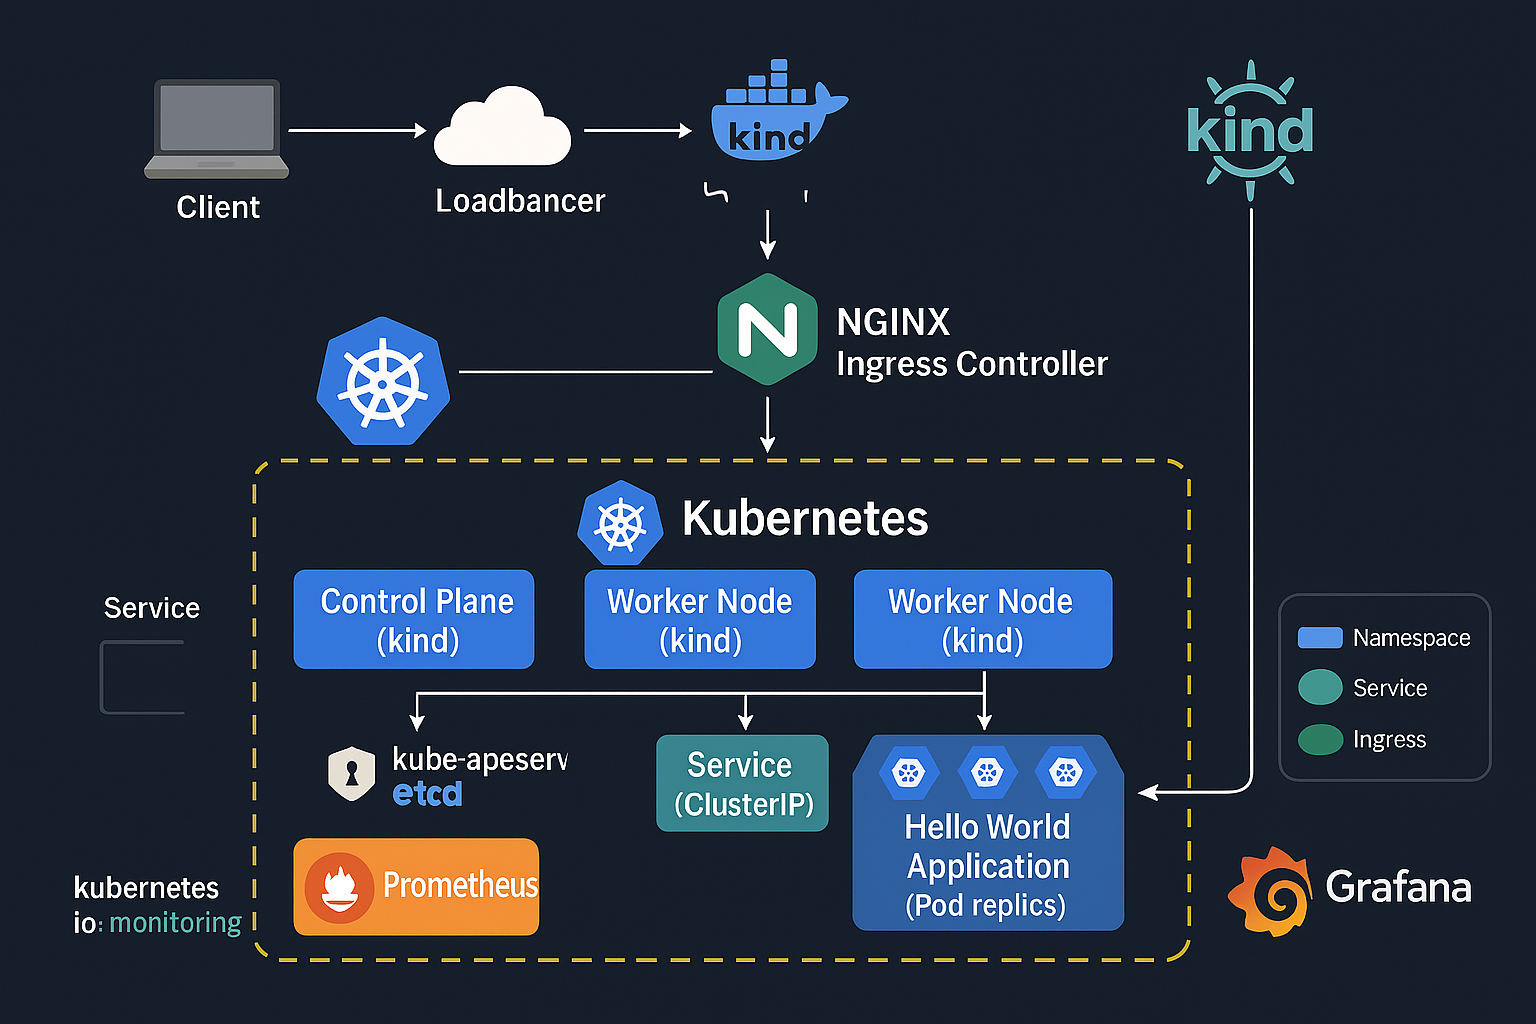 kind
kind
Client
Loadbancer
NGINX
Ingress Controller
Kubernetes
Control Plane
(kind)
Worker Node
(kind)
Worker Node
(kind)
Service
Namespace
Service
Ingress
kube-apeserv
etcd
Service
(ClusterIP)
Hello World
Application
(Pod replics)
Prometheus
kubernetes
io: monitoring
Grafana